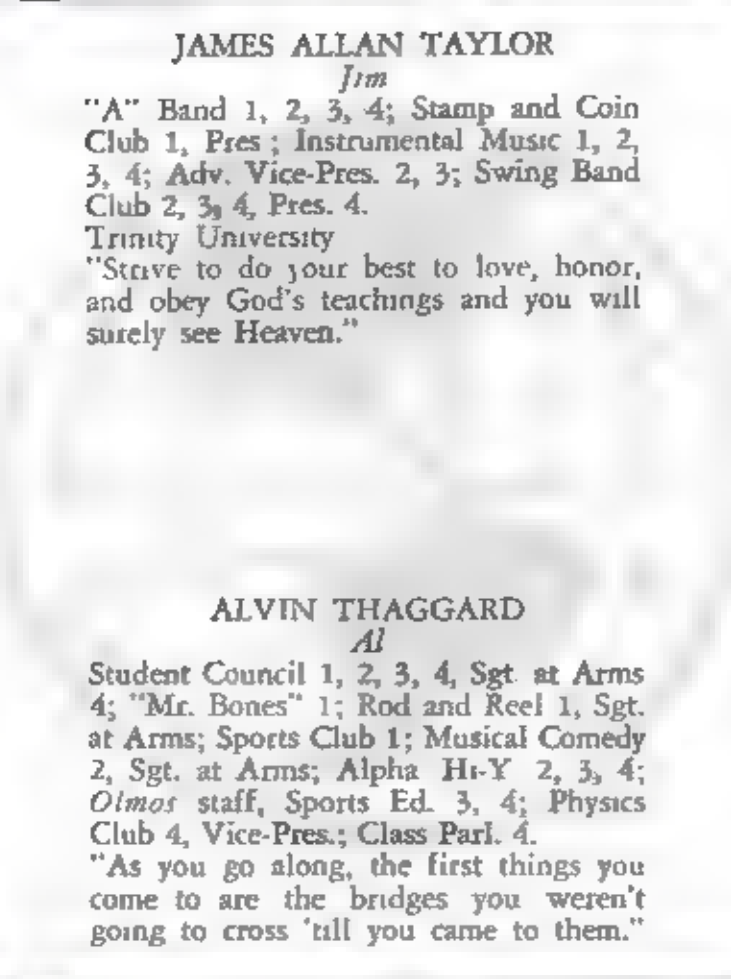 JAMES ALLAN TAYLOR
Jim
"A" Band 1, 2, 3, 4; Stamp and Coin
Club 1, Pres.; Instrumental Music 1, 2,
3, 4; Adv. Vice-Pres. 2, 3; Swing Band
Club 2, 3, 4, Pres. 4.
Trinity University
"Strive to do your best to love, honor,
and obey God's teachings and you will
surely see Heaven."
ALVIN THAGGARD
Al
Student Council 1, 2, 3, 4, Sgt. at Arms
4; "Mr. Bones" 1; Rod and Reel 1, Sgt.
at Arms; Sports Club 1; Musical Comedy
2, Sgt. at Arms; Alpha Hi-Y 2, 3, 4;
Olmos staff, Sports Ed. 3, 4; Physics
Club 4, Vice-Pres.; Class Parl. 4.
"As you go along, the first things you
come to are the bridges you weren't
going to cross 'till you came to them."